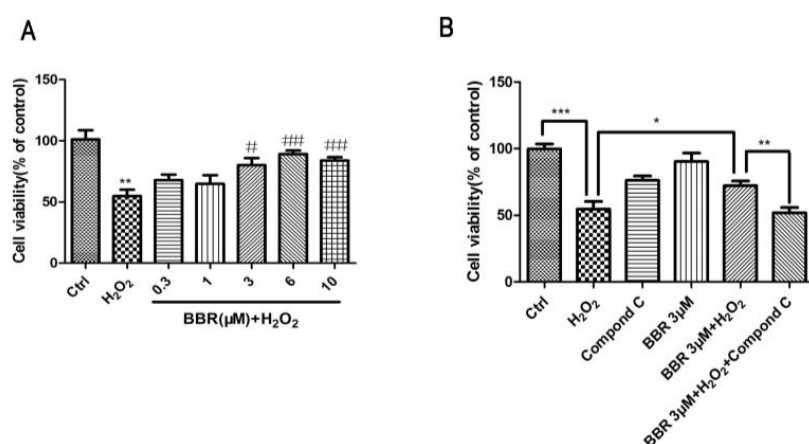 A
Cell viability(% of control)
150
100
50
0
**
#
##
##
Ctrl
H₂O₂
0.3
1
3
6
10
BBR(μM)+H₂O₂
B
Cell viability(% of control)
150
100
50
0
***
*
**
Ctrl
H₂O₂
Compond C
BBR 3μM
BBR 3μM+H₂O₂
BBR 3μM+H₂O₂+Compond C